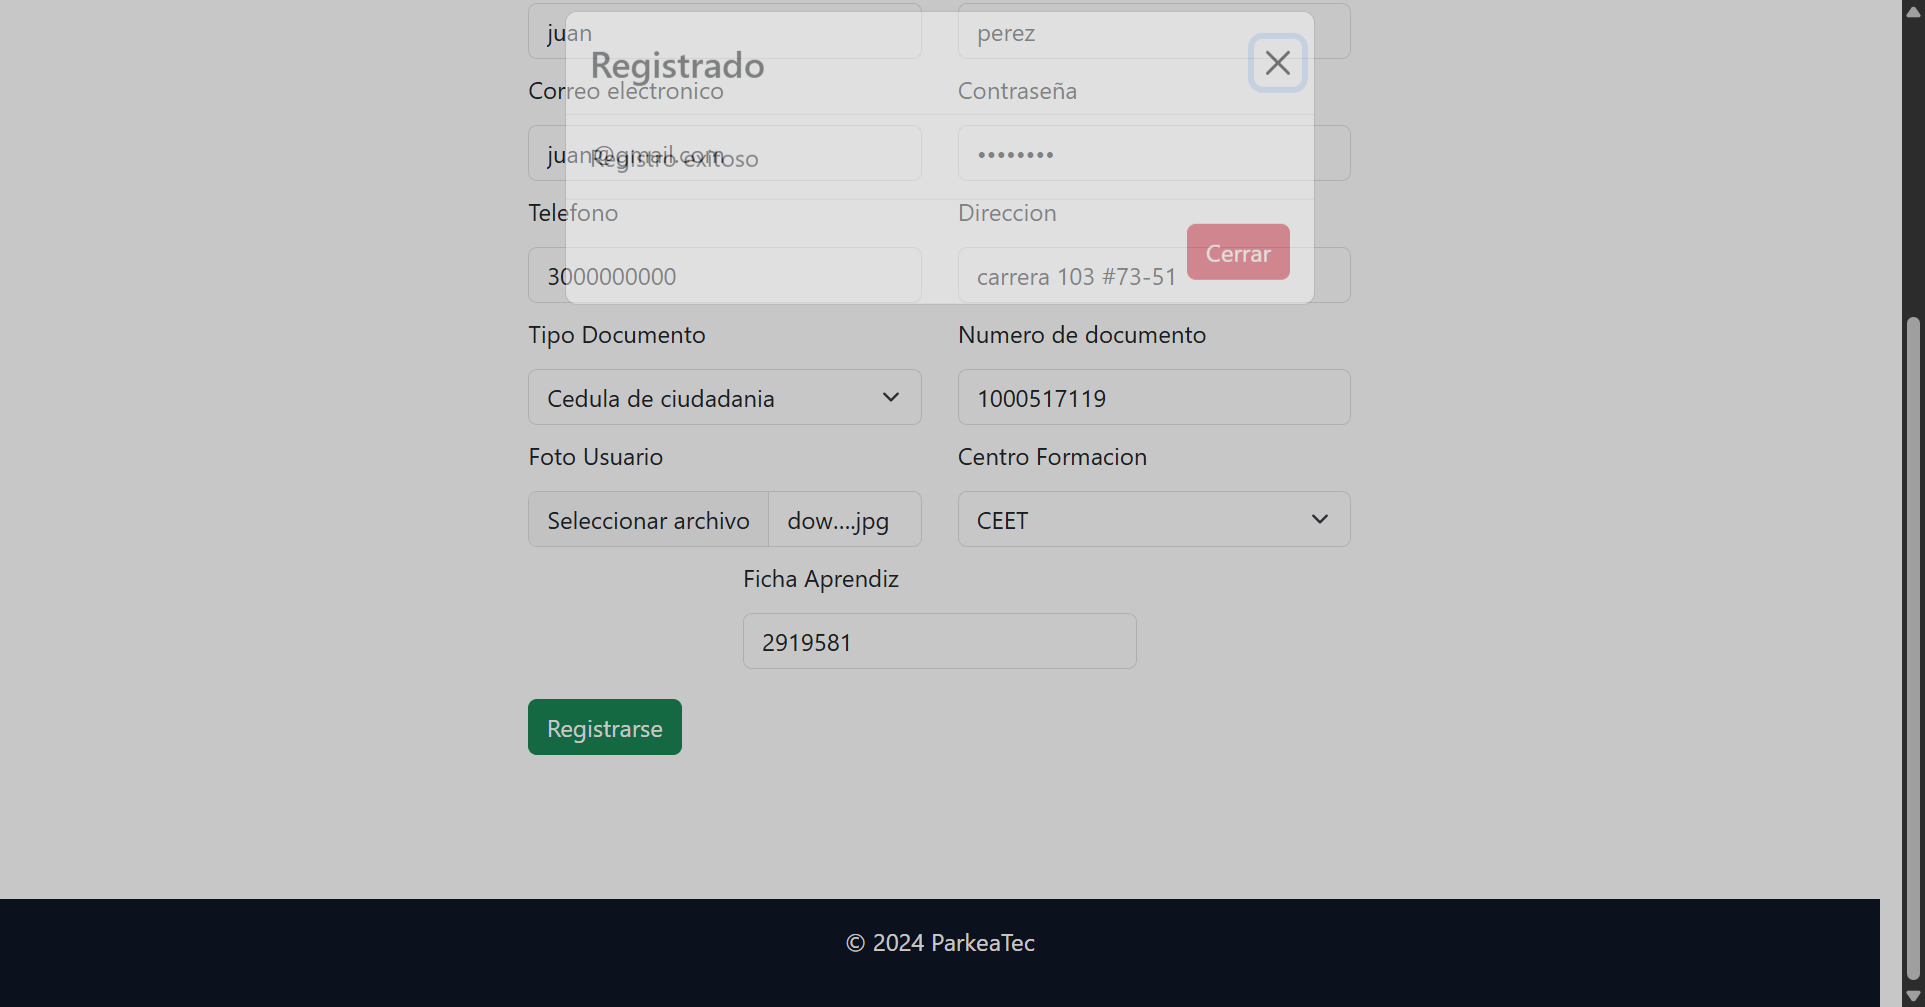 juan perez
Registrado
Correo electronico Contraseña
juan@gmail.com ••••••••
Registro exitoso
Telefono Direccion
Cerrar
3000000000 carrera 103 #73-51
Tipo Documento Numero de documento
Cedula de ciudadania 1000517119
Foto Usuario Centro Formacion
Seleccionar archivo dow....jpg CEET
Ficha Aprendiz
2919581
Registrarse
© 2024 ParkeaTec